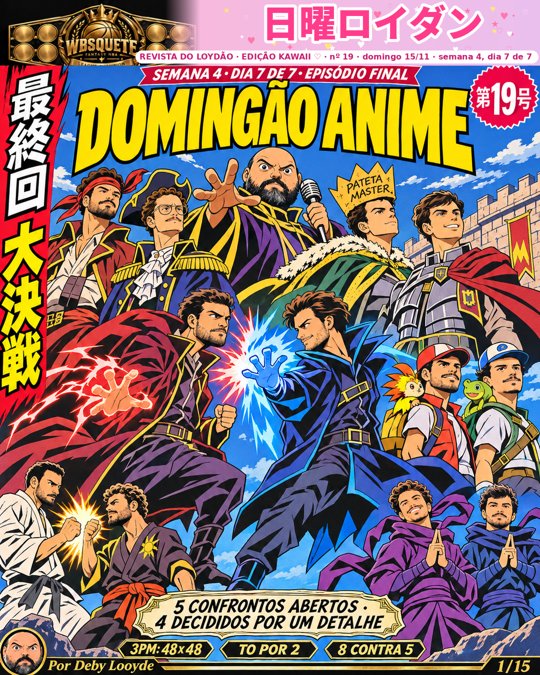 WBSQUETE
FANTASY NBA
日曜ロイダン
REVISTA DO LOYDÃO · EDIÇÃO KAWAII ♡ · nº 19 · domingo 15/11 · semana 4, dia 7 de 7
SEMANA 4 · DIA 7 DE 7 · EPISÓDIO FINAL
DOMINGÃO ANIME
第19号
最終回
大決戦
PATETA
MASTER
M
5 CONFRONTOS ABERTOS ·
4 DECIDIDOS POR UM DETALHE
3PM: 48x48
TO POR 2
8 CONTRA 5
Por Deby Looyde
1/15